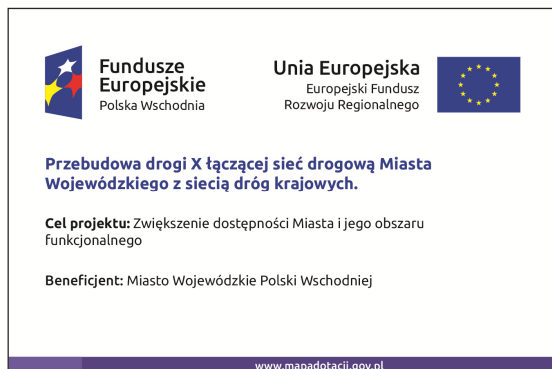 Fundusze
Europejskie
Polska Wschodnia
Unia Europejska
Europejski Fundusz
Rozwoju Regionalnego
Przebudowa drogi X łączącej sieć drogową Miasta
Wojewódzkiego z siecią dróg krajowych.
Cel projektu: Zwiększenie dostępności Miasta i jego obszaru
funkcjonalnego
Beneficjent: Miasto Wojewódzkie Polski Wschodniej
www.mapadotacji.gov.pl